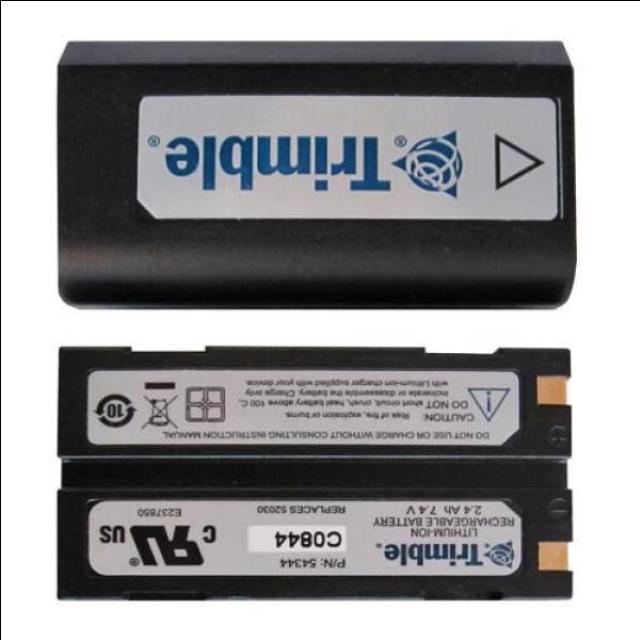 Trimble®
DO NOT USE OR CHARGE WITHOUT CONSULTING INSTRUCTION MANUAL
CAUTION: Risk of fire, explosion or burns.
DO NOT short circuit, crush, heat battery above 100 C,
incinerate or disassemble the battery. Charge only
with Lithium-ion charger supplied with device.
10
Trimble®
LITHIUM-ION
RECHARGEABLE BATTERY
2.4 Ah 7.4 V
P/N: 54344
C0844
REPLACES 52030
C RU US
®
E237850